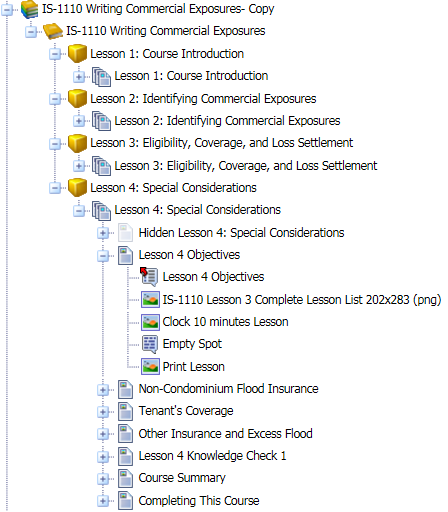 IS-1110 Writing Commercial Exposures- Copy
IS-1110 Writing Commercial Exposures
Lesson 1: Course Introduction
Lesson 1: Course Introduction
Lesson 2: Identifying Commercial Exposures
Lesson 2: Identifying Commercial Exposures
Lesson 3: Eligibility, Coverage, and Loss Settlement
Lesson 3: Eligibility, Coverage, and Loss Settlement
Lesson 4: Special Considerations
Lesson 4: Special Considerations
Hidden Lesson 4: Special Considerations
Lesson 4 Objectives
Lesson 4 Objectives
IS-1110 Lesson 3 Complete Lesson List 202x283 (png)
Clock 10 minutes Lesson
Empty Spot
Print Lesson
Non-Condominium Flood Insurance
Tenant's Coverage
Other Insurance and Excess Flood
Lesson 4 Knowledge Check 1
Course Summary
Completing This Course